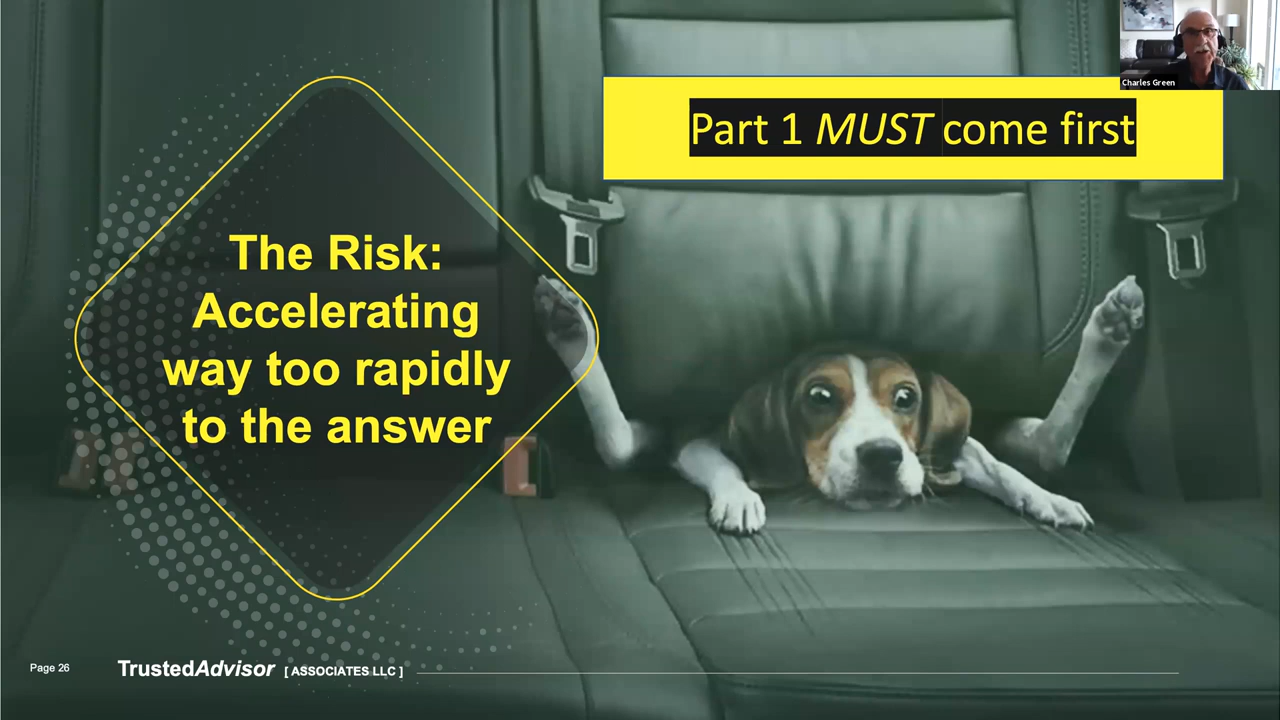 Charles Green
Part 1 MUST come first
The Risk:
Accelerating
way too rapidly
to the answer
Page 26
TrustedAdvisor [ ASSOCIATES LLC ]